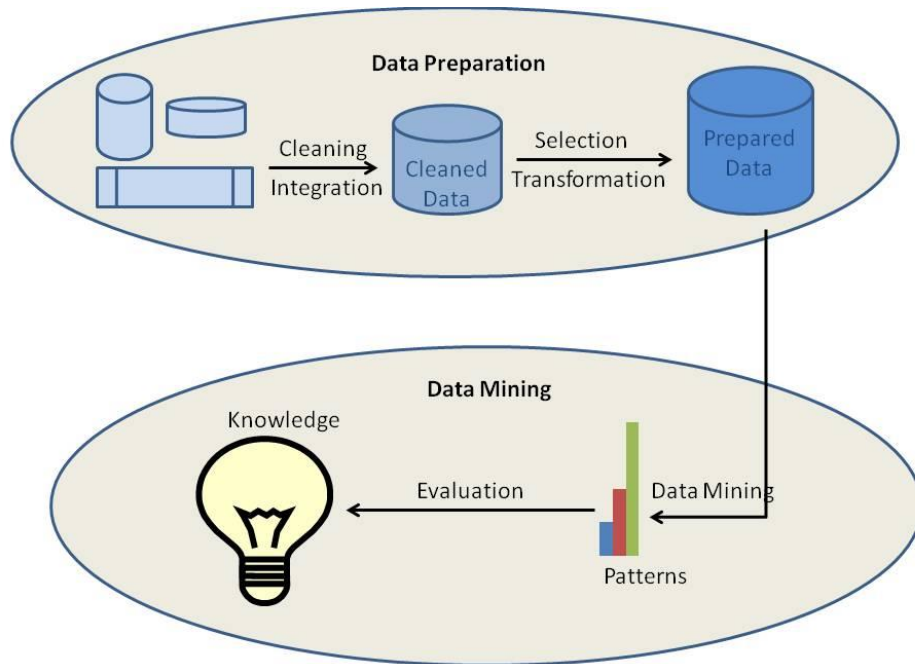 Data Preparation
Cleaning
Integration
Cleaned
Data
Selection
Transformation
Prepared
Data
Data Mining
Knowledge
Evaluation
Data Mining
Patterns